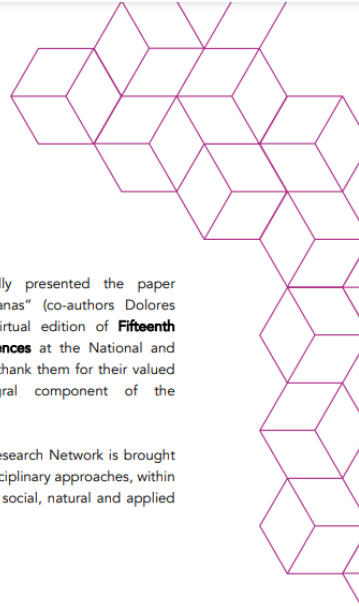 lly presented the paper
anas” (co-authors Dolores
irtual edition of Fifteenth
ences at the National and
thank them for their valued
gral component of the
esearch Network is brought
ciplinary approaches, within
social, natural and applied